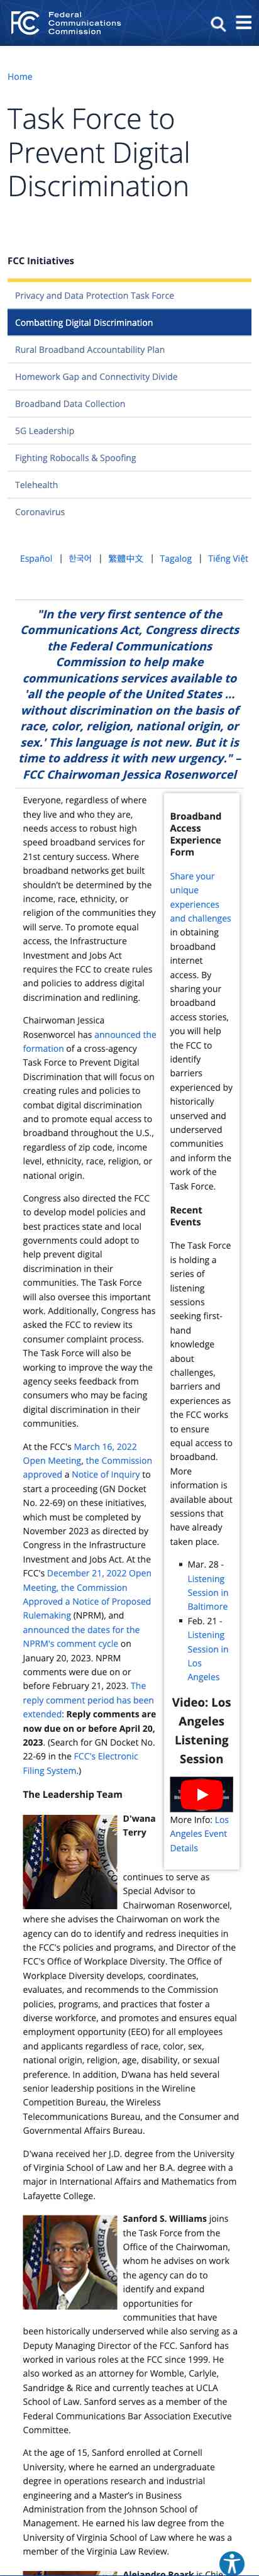 Federal
Communications
Commission
Home
Task Force to
Prevent Digital
Discrimination
FCC Initiatives
Privacy and Data Protection Task Force
Combatting Digital Discrimination
Rural Broadband Accountability Plan
Homework Gap and Connectivity Divide
Broadband Data Collection
5G Leadership
Fighting Robocalls & Spoofing
Telehealth
Coronavirus
Español | 한국어 | 繁體中文 | Tagalog | Tiếng Việt
"In the very first sentence of the
Communications Act, Congress directs
the Federal Communications
Commission to help make
communications services available to
'all the people of the United States ...
without discrimination on the basis of
race, color, religion, national origin, or
sex.' This language is not new. But it is
time to address it with new urgency." –
FCC Chairwoman Jessica Rosenworcel
Everyone, regardless of where
they live and who they are,
needs access to robust high
speed broadband services for
21st century success. Where
broadband networks get built
shouldn't be determined by the
income, race, ethnicity, or
religion of the communities they
will serve. To promote equal
access, the Infrastructure
Investment and Jobs Act
requires the FCC to create rules
and policies to address digital
discrimination and redlining.
Chairwoman Jessica
Rosenworcel has announced the
formation of a cross-agency
Task Force to Prevent Digital
Discrimination that will focus on
creating rules and policies to
combat digital discrimination
and to promote equal access to
broadband throughout the U.S.,
regardless of zip code, income
level, ethnicity, race, religion, or
national origin.
Congress also directed the FCC
to develop model policies and
best practices state and local
governments could adopt to
help prevent digital
discrimination in their
communities. The Task Force
will also oversee this important
work. Additionally, Congress has
asked the FCC to review its
consumer complaint process.
The Task Force will also be
working to improve the way the
agency seeks feedback from
consumers who may be facing
digital discrimination in their
communities.
At the FCC's March 16, 2022
Open Meeting, the Commission
approved a Notice of Inquiry to
start a proceeding (GN Docket
No. 22-69) on these initiatives,
which must be completed by
November 2023 as directed by
Congress in the Infrastructure
Investment and Jobs Act. At the
FCC's December 21, 2022 Open
Meeting, the Commission
Approved a Notice of Proposed
Rulemaking (NPRM), and
announced the dates for the
NPRM's comment cycle on
January 20, 2023. NPRM
comments were due on or
before February 21, 2023. The
reply comment period has been
extended: Reply comments are
now due on or before April 20,
2023. (Search for GN Docket No.
22-69 in the FCC's Electronic
Filing System.)
Broadband
Access
Experience
Form
Share your
unique
experiences
and challenges
in obtaining
broadband
internet
access. By
sharing your
broadband
access stories,
you will help
the FCC to
identify
barriers
experienced by
historically
unserved and
underserved
communities
and inform the
work of the
Task Force.
Recent
Events
The Task Force
is holding a
series of
listening
sessions
seeking first-
hand
knowledge
about
challenges,
barriers and
experiences as
the FCC works
to ensure
equal access to
broadband.
More
information is
available about
sessions that
have already
taken place.
Mar. 28 -
Listening
Session in
Baltimore
Feb. 21 -
Listening
Session in
Los
Angeles
Video: Los
Angeles
Listening
Session
More Info: Los
Angeles Event
Details
The Leadership Team
D'wana
Terry
continues to serve as
Special Advisor to
Chairwoman Rosenworcel,
where she advises the Chairwoman on work the
agency can do to identify and redress inequities in
the FCC's policies and programs, and Director of the
FCC's Office of Workplace Diversity. The Office of
Workplace Diversity develops, coordinates,
evaluates, and recommends to the Commission
policies, programs, and practices that foster a
diverse workforce, and promotes and ensures equal
employment opportunity (EEO) for all employees
and applicants regardless of race, color, sex,
national origin, religion, age, disability, or sexual
preference. In addition, D'wana has held several
senior leadership positions in the Wireline
Competition Bureau, the Wireless
Telecommunications Bureau, and the Consumer and
Governmental Affairs Bureau.
D'wana received her J.D. degree from the University
of Virginia School of Law and her B.A. degree with a
major in International Affairs and Mathematics from
Lafayette College.
Sanford S. Williams joins
the Task Force from the
Office of the Chairwoman,
whom he advises on work
the agency can do to
identify and expand
opportunities for
communities that have
been historically underserved while also serving as a
Deputy Managing Director of the FCC. Sanford has
worked in various roles at the FCC since 1999. He
also worked as an attorney for Womble, Carlyle,
Sandridge & Rice and currently teaches at UCLA
School of Law. Sanford serves as a member of the
Federal Communications Bar Association Executive
Committee.
At the age of 15, Sanford enrolled at Cornell
University, where he earned an undergraduate
degree in operations research and industrial
engineering and a Master's in Business
Administration from the Johnson School of
Management. He earned his law degree from the
University of Virginia School of Law where he was a
member of the Virginia Law Review.
Alejandro Roark is Chief